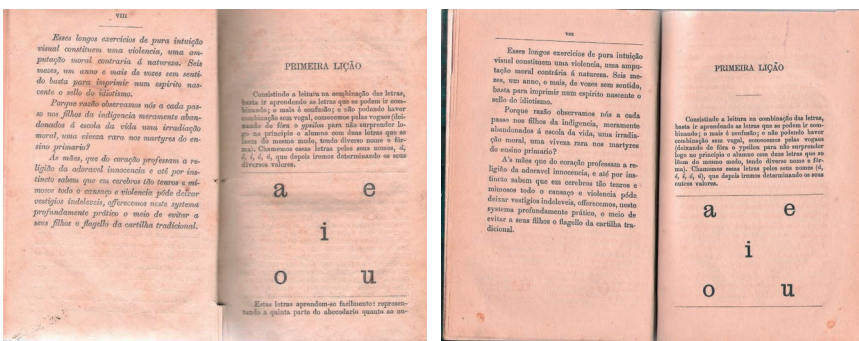 VIII
Esses longos exercicios de pura intuição
visual constituem uma violencia, uma am-
putação moral contraria á natureza. Seis
mezes, um anno e mais de vozes sem senti-
do basta para imprimir num espirito nas-
cente o sello do idiotismo.
Porque razão observamos nós a cada pas-
so nos filhos da indigencia meramente aban-
donados á escola da vida uma irradiação
moral, uma viveza rara nos martyres do en-
sino primario?
As mães, que do coração professam a re-
ligião da adoravel innocencia e até por ins-
tincto sabem que em cerebros tão tenros e mi-
mosos todo o cansaço e violencia póde deixar
vestigios indeleveis, offerecemos neste systema
profundamente prático o meio de evitar a
seus filhos o flagello da cartilha tradicional.
PRIMEIRA LIÇÃO
Consistindo a leitura na combinação das letras,
basta ir aprendendo as letras que se podem ir com-
binando; o mais é confusão; e não podendo haver
combinação sem vogal, comecemos pelas vogaes (dei-
xando de fóra o ypsilon para não surprender lo-
go no principio o alumno com duas letras que se
lêem do mesmo modo, tendo diverso nome e fór-
ma). Chamemos essas letras pelos seus nomes, á,
é, i, ó, u, que depois iremos determinando os seus
diversos valores.
a e
i
o u
Estas letras aprendem-se facilmente: represen-
tando a quinta parte do abecedario quanto ao nu-
VIII
Esses longos exercicios de pura intuição
visual constituem uma violencia, uma ampu-
tação moral contrária á natureza. Seis me-
zes, um anno, e mais, de vozes sem sentido,
basta para imprimir num espirito nascente o
sello do idiotismo.
Porque razão observamos nós a cada
passo nos filhos da indigencia, meramente
abandonados á escola da vida, uma irradia-
ção moral, uma viveza rara nos martyres
do ensino primario?
A's mães que do coração professam a re-
ligião da adoravel innocencia e até por ins-
tincto sabem que em cerebros tão tenros e
mimosos todo o cansaço e violencia póde
deixar vestigios indeleveis, offerecemos, neste
systema profundamente prático, o meio de
evitar a seus filhos o flagello da cartilha tra-
dicional.
PRIMEIRA LIÇÃO
Consistindo a leitura na combinação das letras,
basta ir aprendendo as letras que se podem ir com-
binando; o mais é confusão; e não podendo haver
combinação sem vogal, comecemos pelas vogaes
(deixando de fóra o ypsilon para não surprender
logo no principio o alumno com duas letras que se
lêem do mesmo modo, tendo diverso nome e fór-
ma). Chamemos essas letras pelos seus nomes (á,
é, i, ó, u), que depois iremos determinando os seus
outros valores.
a e
i
o u